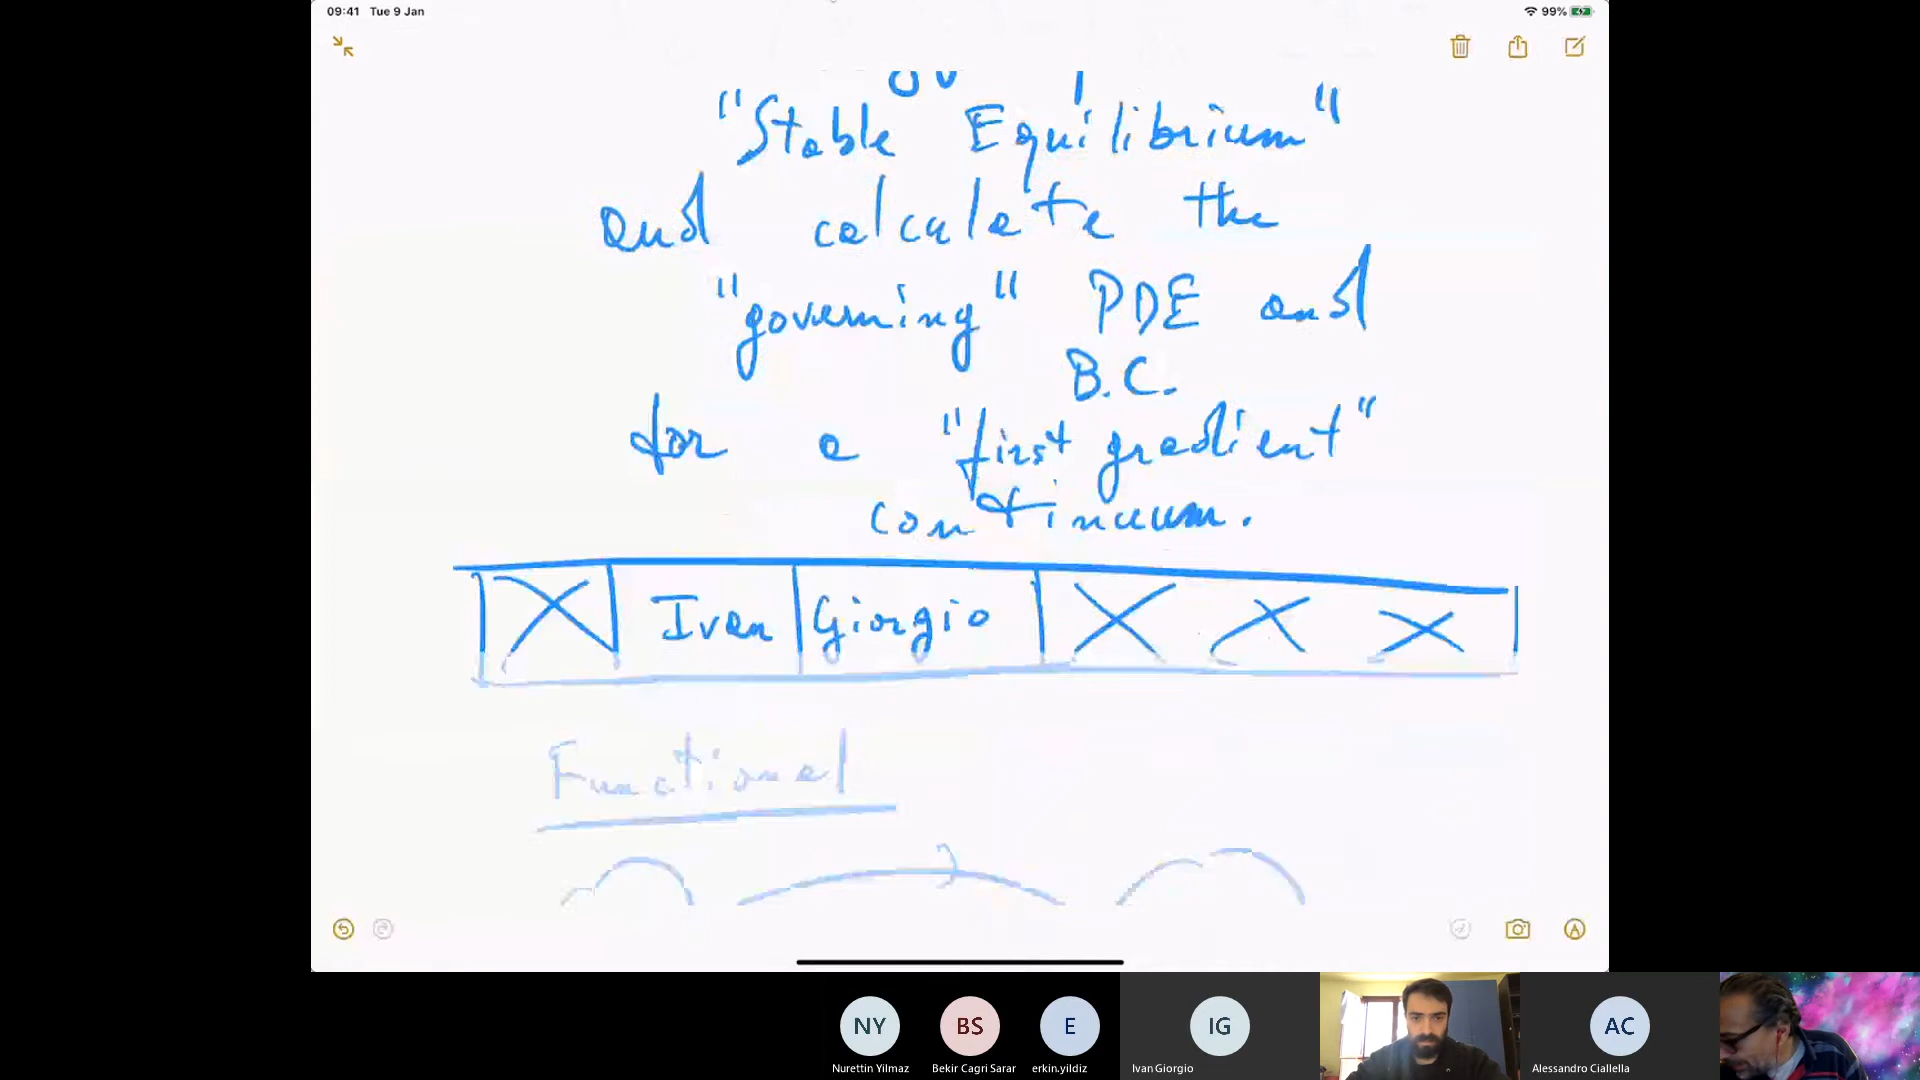 09:41 Tue 9 Jan
99%
"Stable Equilibrium"
and calculate the
"governing" PDE and
B.C.
for a "first gradient"
continuum.
Ivan Giorgio
Functional
NY BS E IG AC
Nurettin Yilmaz Bekir Cagri Sarar erkin.yildiz Ivan Giorgio Alessandro Ciallella